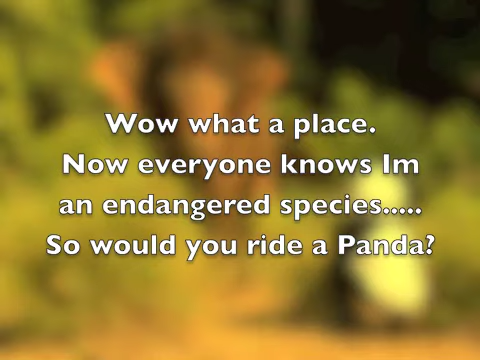 Wow what a place.
Now everyone knows Im
an endangered species.....
So would you ride a Panda?